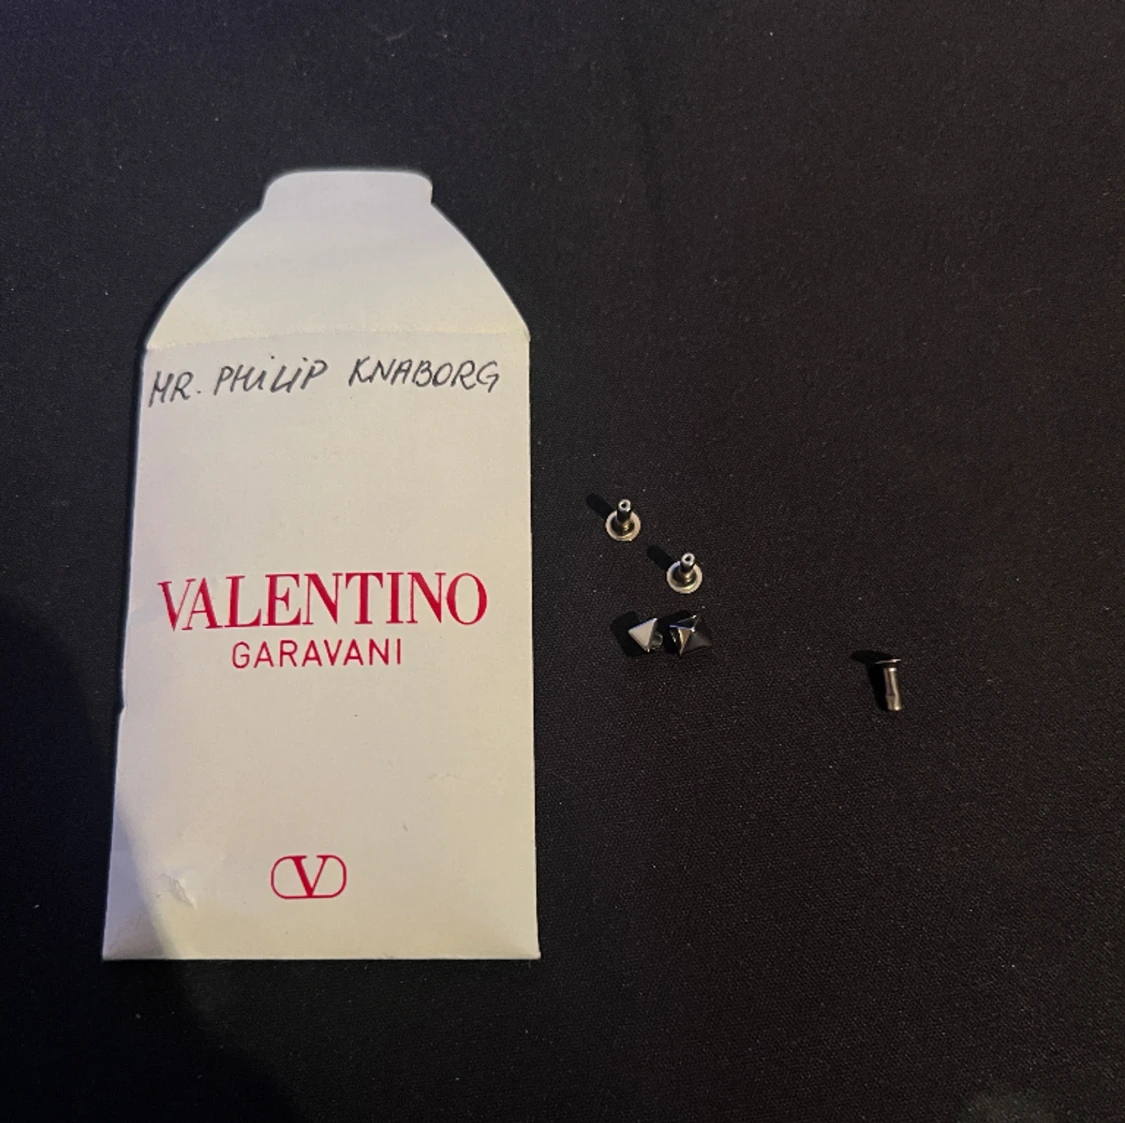 MR. PHiLiP KNABORG
VALENTINO
GARAVANI
V